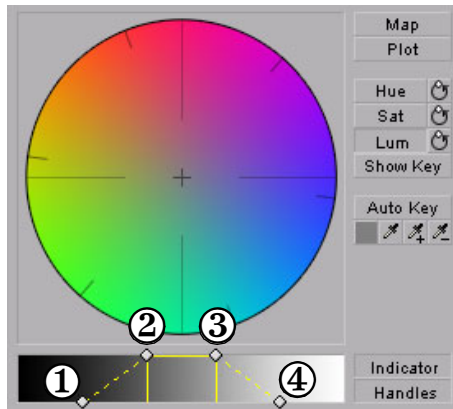 Map
Plot
Hue
Sat
Lum
Show Key
Auto Key
②
③
①
④
Indicator
Handles